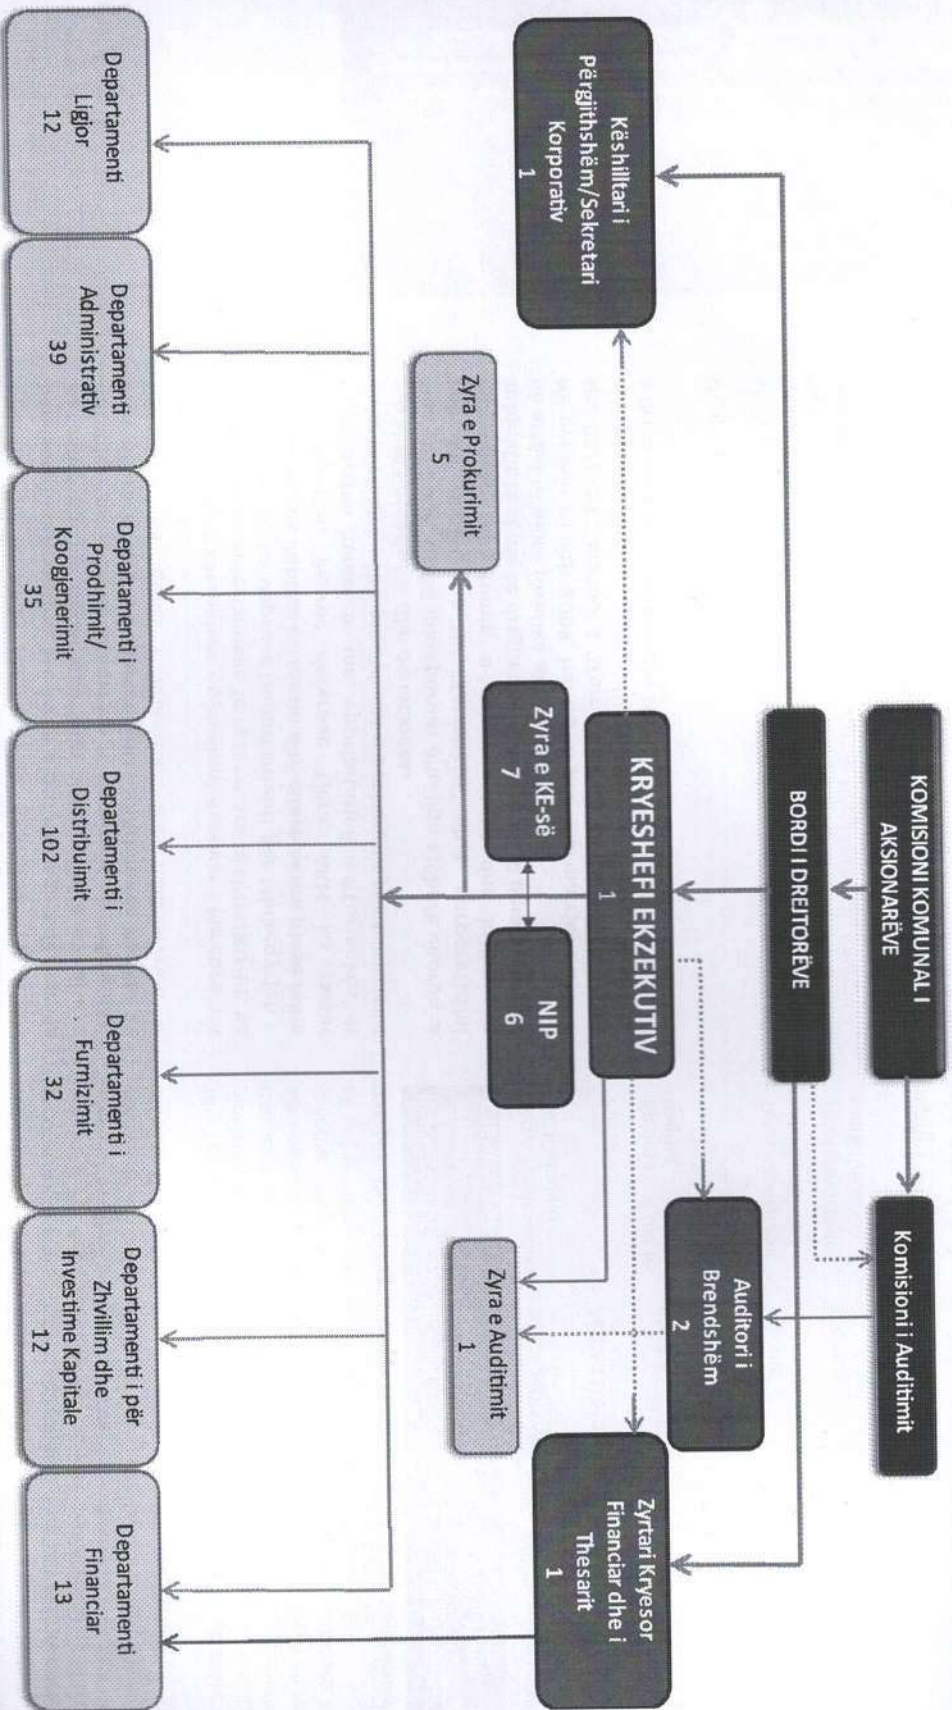 KOMISIONI KOMUNAL I
AKSIONARËVE
Komisioni i Auditimit
BORDI I DREJTORËVE
Auditori i
Brendshëm
2
Këshilltari i
Përgjithshëm/Sekretari
Korporativ
1
KRYESHEFI EKZEKUTIV
1
Zyrtari Kryesor
Financiar dhe i
Thesarit
1
Zyra e KE-së
7
NIP
6
Zyra e Prokurimit
5
Zyra e Auditimit
1
Departamenti
Ligjor
12
Departamenti
Administrativ
39
Departamenti i
Prodhimit/
Koogjenerimit
35
Departamenti i
Distribuimit
102
Departamenti i
Furnizimit
32
Departamenti i për
Zhvillim dhe
Investime Kapitale
12
Departamenti
Financiar
13